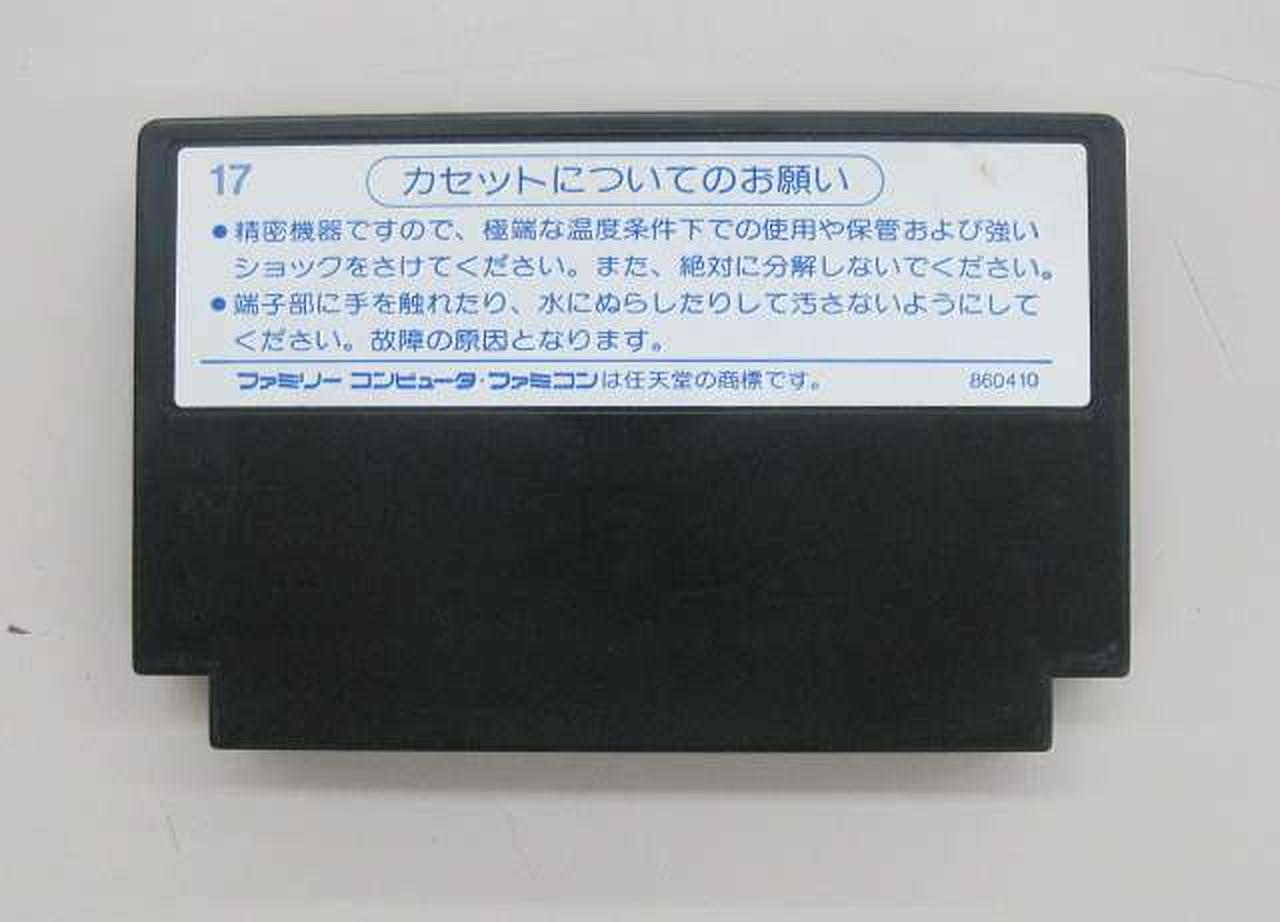 17 カセットについてのお願い
●精密機器ですので、極端な温度条件下での使用や保管および強い
ショックをさけてください。また、絶対に分解しないでください。
●端子部に手を触れたり、水にぬらしたりして汚さないようにして
ください。故障の原因となります。
ファミリー コンピュータ・ファミコンは任天堂の商標です。 860410